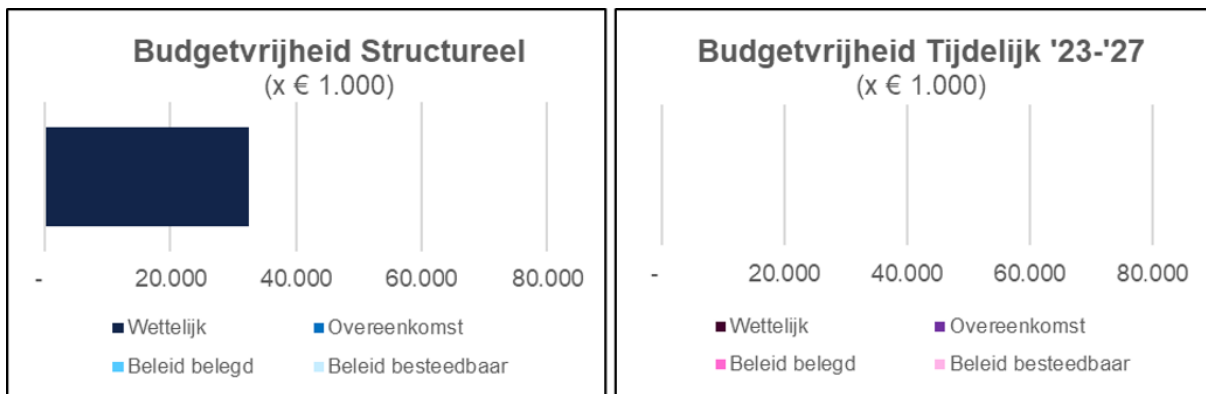 Budgetvrijheid Structureel
(x € 1.000)
- 20.000 40.000 60.000 80.000
Wettelijk Overeenkomst
Beleid belegd Beleid besteedbaar
Budgetvrijheid Tijdelijk '23-'27
(x € 1.000)
- 20.000 40.000 60.000 80.000
Wettelijk Overeenkomst
Beleid belegd Beleid besteedbaar